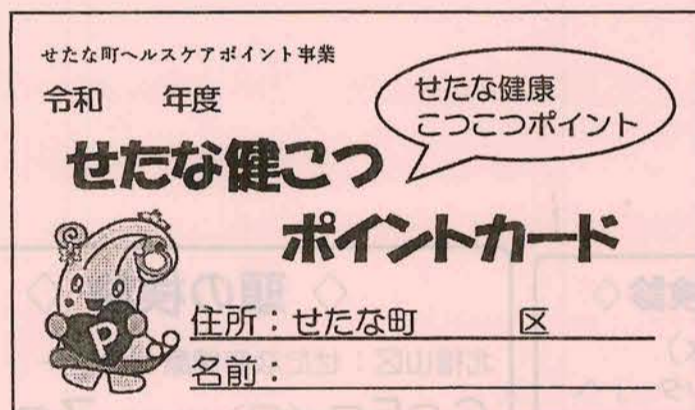 せたな町ヘルスケアポイント事業
令和　　年度
せたな健康
こつこつポイント
せたな健こつ
ポイントカード
P
住所：せたな町　　　区
名前：